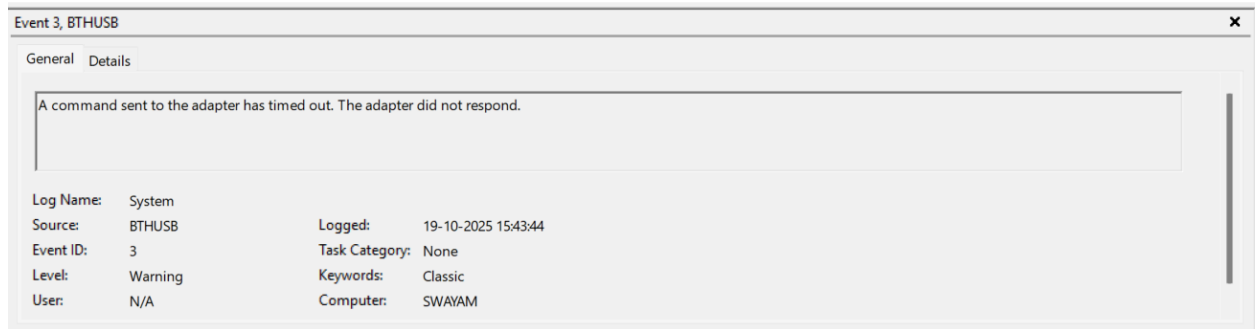 Event 3, BTHUSB
General Details
A command sent to the adapter has timed out. The adapter did not respond.
Log Name: System
Source: BTHUSB Logged: 19-10-2025 15:43:44
Event ID: 3 Task Category: None
Level: Warning Keywords: Classic
User: N/A Computer: SWAYAM